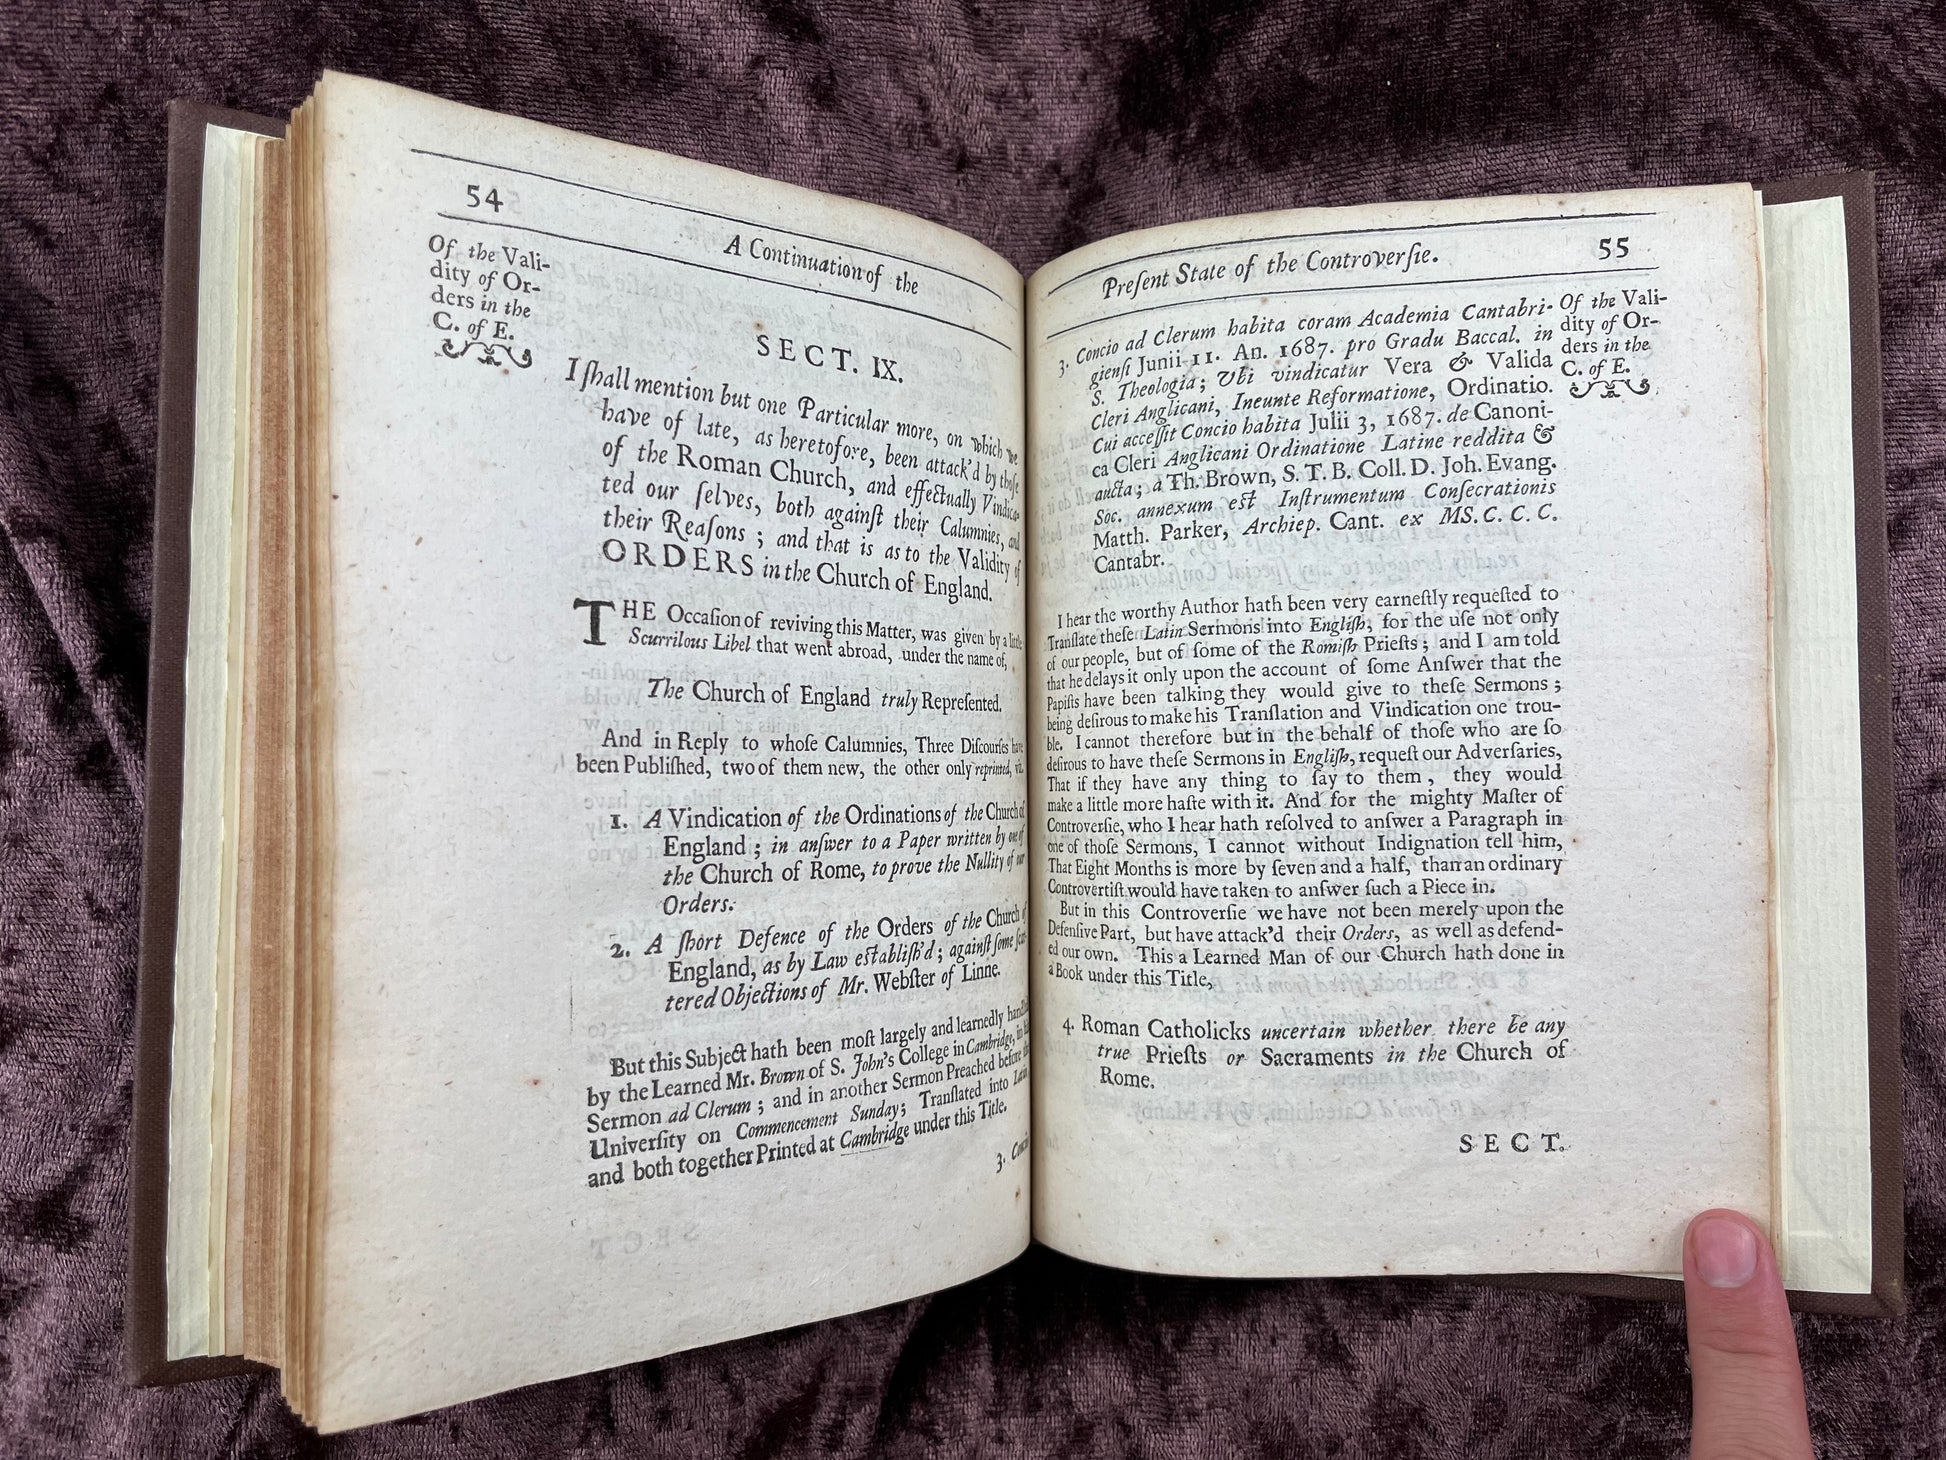 54
A Continuation of the
Of the Vali-
dity of Or-
ders in the
C. of E.
SECT. IX.
I ſhall mention but one Particular more, on which we
have of late, as heretofore, been attack'd by thoſe
of the Roman Church, and effectually Vindica-
ted our ſelves, both againſt their Calumnies, and
their Reaſons ; and that is as to the Validity of
ORDERS in the Church of England.
THE Occaſion of reviving this Matter, was given by a little
Scurrilous Libel that went abroad, under the name of,
The Church of England truly Repreſented.
And in Reply to whoſe Calumnies, Three Diſcourſes have
been Publiſhed, two of them new, the other only reprinted, viz.
1. A Vindication of the Ordinations of the Church of
England ; in anſwer to a Paper written by one of
the Church of Rome, to prove the Nullity of our
Orders.
2. A ſhort Defence of the Orders of the Church of
England, as by Law eſtabliſh'd ; againſt ſome ſcat-
tered Objections of Mr. Webſter of Linne.
But this Subject hath been moſt largely and learnedly handled
by the Learned Mr. Brown of S. John's College in Cambridge, in his
Sermon ad Clerum ; and in another Sermon Preached before the
Univerſity on Commencement Sunday ; Tranſlated into Latin,
and both together Printed at Cambridge under this Title.
3. Concio
Preſent State of the Controverſie.
55
Of the Vali-
dity of Or-
ders in the
C. of E.
3. Concio ad Clerum habita coram Academia Cantabri-
gienſi Junii 11. An. 1687. pro Gradu Baccal. in
S. Theologia ; Ubi vindicatur Vera & Valida
Cleri Anglicani, Ineunte Reformatione, Ordinatio.
Cui acceſſit Concio habita Julii 3, 1687. de Canoni-
ca Cleri Anglicani Ordinatione Latine reddita &
aucta ; a Th. Brown, S. T. B. Coll. D. Joh. Evang.
Soc. annexum eſt Inſtrumentum Conſecrationis
Matth. Parker, Archiep. Cant. ex MS. C. C. C.
Cantabr.
I hear the worthy Author hath been very earneſtly requeſted to
Tranſlate theſe Latin Sermons into Engliſh, for the uſe not only
of our people, but of ſome of the Romiſh Prieſts ; and I am told
that he delays it only upon the account of ſome Anſwer that the
Papiſts have been talking they would give to theſe Sermons ;
being deſirous to make his Tranſlation and Vindication one trou-
ble. I cannot therefore but in the behalf of thoſe who are ſo
deſirous to have theſe Sermons in Engliſh, requeſt our Adverſaries,
That if they have any thing to ſay to them , they would
make a little more haſte with it. And for the mighty Maſter of
Controverſie, who I hear hath reſolved to anſwer a Paragraph in
one of thoſe Sermons, I cannot without Indignation tell him,
That Eight Months is more by ſeven and a half, than an ordinary
Controvertiſt would have taken to anſwer ſuch a Piece in.
But in this Controverſie we have not been merely upon the
Defenſive Part, but have attack'd their Orders, as well as defend-
ed our own. This a Learned Man of our Church hath done in
a Book under this Title,
4. Roman Catholicks uncertain whether there be any
true Prieſts or Sacraments in the Church of
Rome.
SECT.